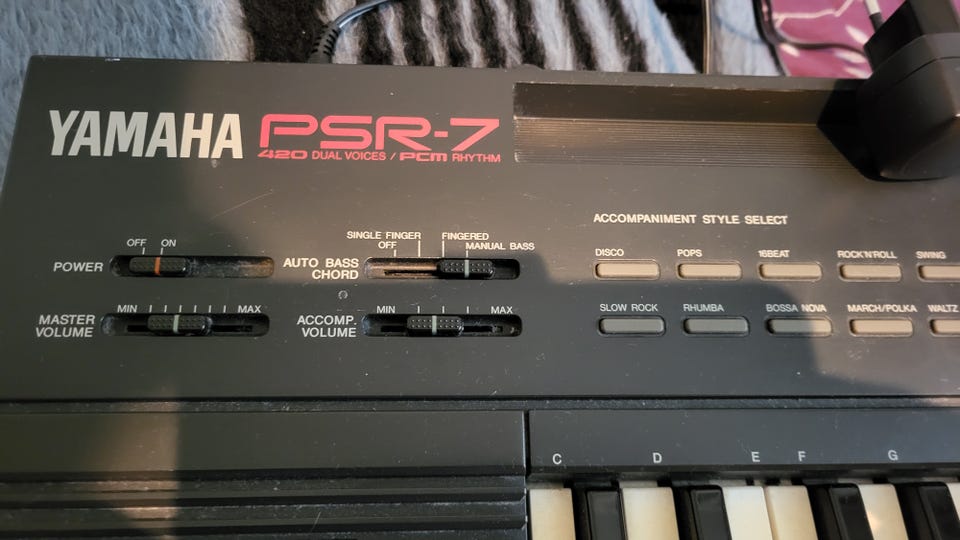 YAMAHA PSR-7
420 DUAL VOICES / PCM RHYTHM
ACCOMPANIMENT STYLE SELECT
OFF ON
POWER
SINGLE FINGER FINGERED
OFF MANUAL BASS
AUTO BASS
CHORD
DISCO POPS 16BEAT ROCK'N'ROLL SWING
MIN MAX
MASTER
VOLUME
MIN MAX
ACCOMP.
VOLUME
SLOW ROCK RHUMBA BOSSA NOVA MARCH/POLKA WALTZ
C D E F G